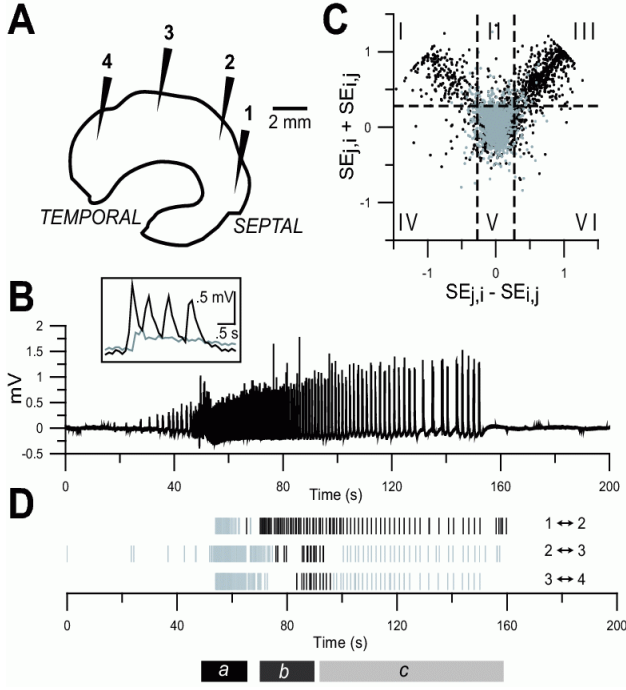 A
3
4
2
1
2 mm
TEMPORAL
SEPTAL
C
I
II
III
1
0
-1
SEj,i + SEi,j
IV
V
VI
-1
0
1
SEj,i - SEi,j
B
.5 mV
.5 s
2
1.5
1
0.5
0
-0.5
mV
0
40
80
120
160
200
Time (s)
D
1 ↔ 2
2 ↔ 3
3 ↔ 4
0
40
80
120
160
200
Time (s)
a
b
c